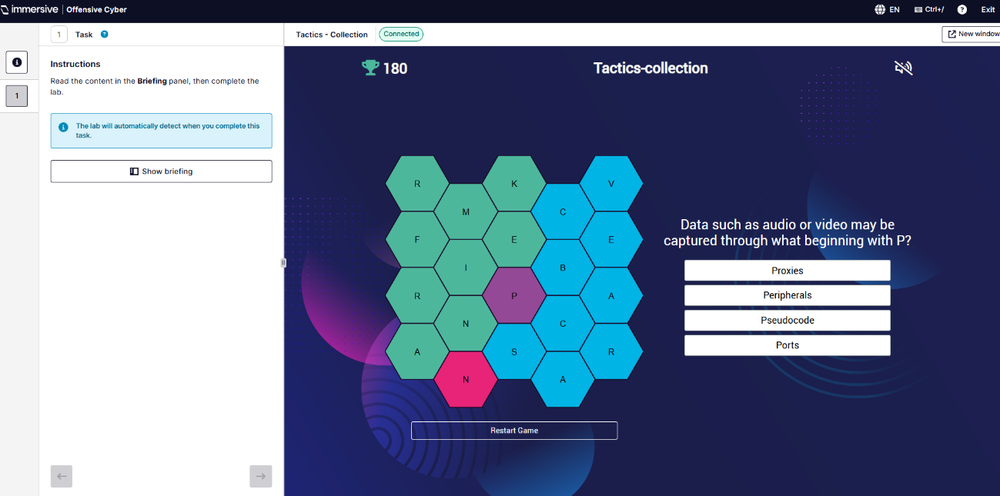 immersive | Offensive Cyber
EN
Ctrl+/
?
Exit
1 Task ?
Tactics - Collection
Connected
New window
i
1
Instructions
Read the content in the Briefing panel, then complete the
lab.
i The lab will automatically detect when you complete this
task.
Show briefing
180
Tactics-collection
R K V
M C
F E E
I B
R P A
N C
A S R
N A
Data such as audio or video may be
captured through what beginning with P?
Proxies
Peripherals
Pseudocode
Ports
Restart Game